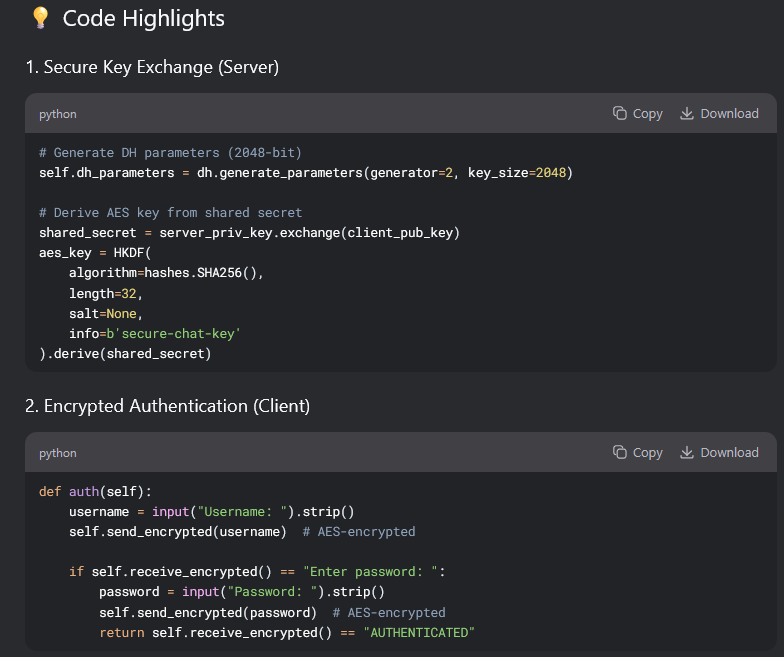 💡 Code Highlights
1. Secure Key Exchange (Server)
python Copy Download
# Generate DH parameters (2048-bit)
self.dh_parameters = dh.generate_parameters(generator=2, key_size=2048)
# Derive AES key from shared secret
shared_secret = server_priv_key.exchange(client_pub_key)
aes_key = HKDF(
    algorithm=hashes.SHA256(),
    length=32,
    salt=None,
    info=b'secure-chat-key'
).derive(shared_secret)
2. Encrypted Authentication (Client)
python Copy Download
def auth(self):
    username = input("Username: ").strip()
    self.send_encrypted(username)  # AES-encrypted
    if self.receive_encrypted() == "Enter password: ":
        password = input("Password: ").strip()
        self.send_encrypted(password)  # AES-encrypted
        return self.receive_encrypted() == "AUTHENTICATED"